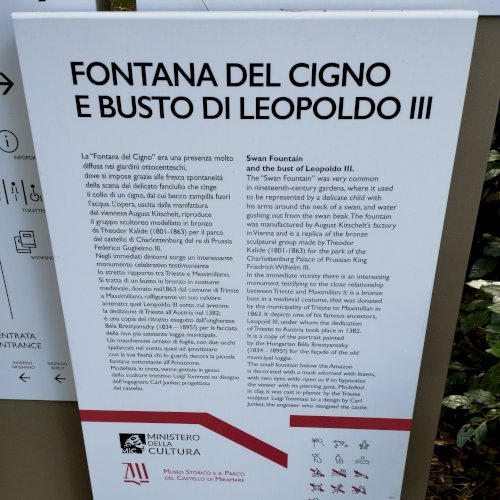 FONTANA DEL CIGNO
E BUSTO DI LEOPOLDO III
La "Fontana del Cigno" era una presenza molto
diffusa nei giardini ottocenteschi,
dove si impose grazie alla fresca spontaneità
della scena del delicato fanciullo che cinge
il collo di un cigno, dal cui becco zampilla fuori
l'acqua. L'opera, uscita dalla manifattura
del viennese August Kitschelt, riproduce
il gruppo scultoreo modellato in bronzo
da Theodor Kalide (1801-1863) per il parco
del castello di Charlottenburg del re di Prussia
Federico Guglielmo III.
Negli immediati dintorni sorge un interessante
monumento celebrativo testimoniante
lo stretto rapporto tra Trieste e Massimiliano.
Si tratta di un busto in bronzo in costume
medievale, donato nel 1863 dal comune di Trieste
a Massimiliano, raffigurante un suo celebre
antenato quel Leopoldo III sotto cui avvenne
la dedizione di Trieste all'Austria nel 1382;
è una copia del ritratto eseguito dall'ungherese
Béla Brestyanszky (1834 – 1895?) per la facciata
della non più esistente loggia municipale.
Un mascherone ornato di foglie, con due occhi
spalancati nel vuoto, quasi ad ipnotizzare
con la sua fissità chi lo guardi, decora la piccola
fontana sottostante all'Amazzone.
Modellata in creta, venne gettata in gesso
dello scultore triestino Luigi Tommasi su disegno
dell'ingegnere Carl Junker, progettista
del castello.
Swan Fountain
and the bust of Leopoldo III.
The "Swan Fountain" was very common
in nineteenth-century gardens, where it used
to be represented by a delicate child with
his arms around the neck of a swan, and water
gushing out from the swan beak. The fountain
was manufactured by August Kitschelt's factory
in Vienna and is a replica of the bronze
sculptural group made by Theodor
Kalide (1801-1863) for the park of the
Charlottenburg Palace of Prussian King
Friedrich Wilhelm III.
In the immediate vicinity there is an interesting
monument testifying to the close relationship
between Trieste and Maximilian: It is a bronze
bust in a medieval costume, that was donated
by the municipality of Trieste to Maximilian in
1863. It depicts one of his famous ancestors,
Leopold III, under whom the dedication
of Trieste to Austria took place in 1382.
It is a copy of the portrait painted
by the Hungarian Béla Brestyanszky
(1834 - 1895?) for the façade of the old
municipal loggia.
The small fountain below the Amazon
is decorated with a mask adorned with leaves,
with two eyes wide open as if to hypnotise
the viewer with its piercing gaze. Modelled
in clay, it was cast in plaster by the Trieste
sculptor Luigi Tommasi to a design by Carl
Junker, the engineer who designed the castle.
MiC
MINISTERO
DELLA
CULTURA
MUSEO STORICO E IL PARCO
DEL CASTELLO DI MIRAMARE
INFOPOINT
TOILETTES
BOOKSHOP
ENTRATA
ENTRANCE
INGRESSO
GRIGNANO
INGRESSO